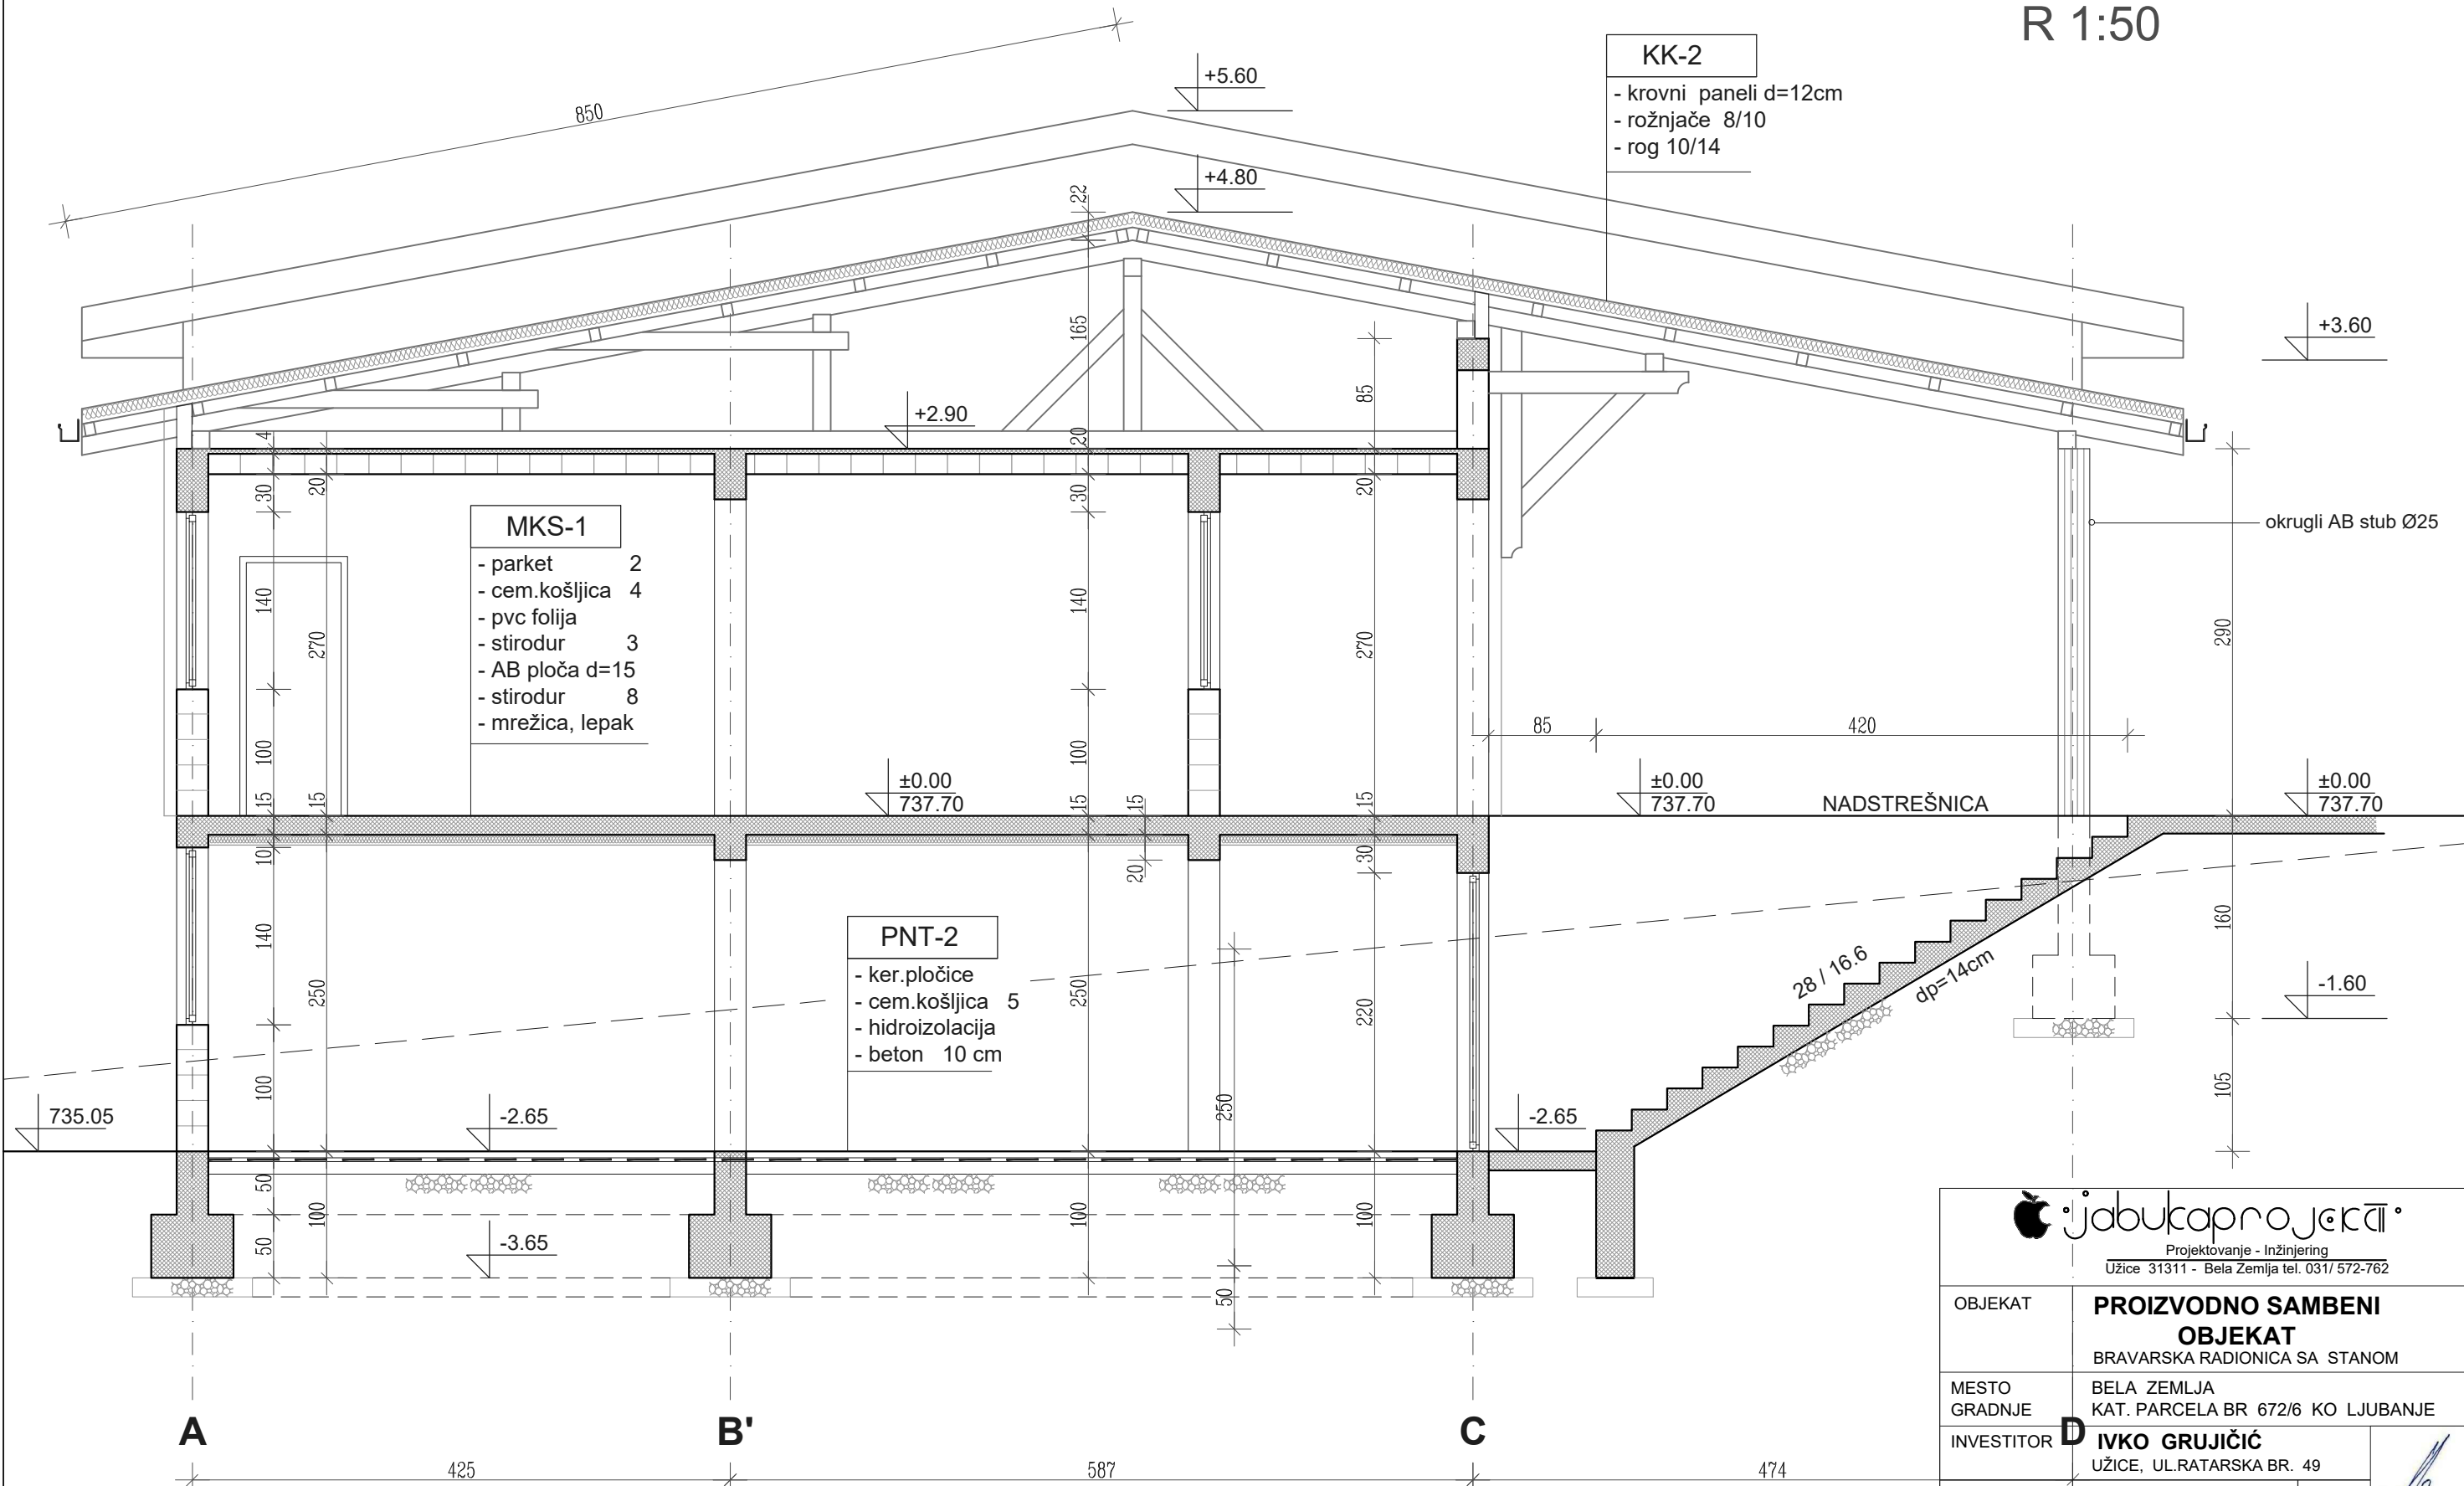 R 1:50
850
+5.60
KK-2
- krovni paneli d=12cm
- rožnjače 8/10
- rog 10/14
+4.80
22
165
+3.60
+2.90
85
4
20
30
20
30
20
MKS-1
- parket 2
- cem.košljica 4
- pvc folija
- stirodur 3
- AB ploča d=15
- stirodur 8
- mrežica, lepak
okrugli AB stub Ø25
140
270
140
270
290
85
420
100
100
±0.00
737.70
±0.00
737.70
NADSTREŠNICA
±0.00
737.70
15
15
15
15
15
10
20
30
140
250
250
220
160
PNT-2
- ker.pločice
- cem.košljica 5
- hidroizolacija
- beton 10 cm
28 / 16.6
dp=14cm
-1.60
100
250
105
735.05
-2.65
-2.65
50
100
100
100
50
-3.65
50
jabukaprojekt
Projektovanje - Inžinjering
Užice 31311 - Bela Zemlja tel. 031/ 572-762
OBJEKAT
PROIZVODNO SAMBENI
OBJEKAT
BRAVARSKA RADIONICA SA STANOM
MESTO
GRADNJE
BELA ZEMLJA
KAT. PARCELA BR 672/6 KO LJUBANJE
INVESTITOR
IVKO GRUJIČIĆ
UŽICE, UL.RATARSKA BR. 49
A
B'
C
D
425
587
474